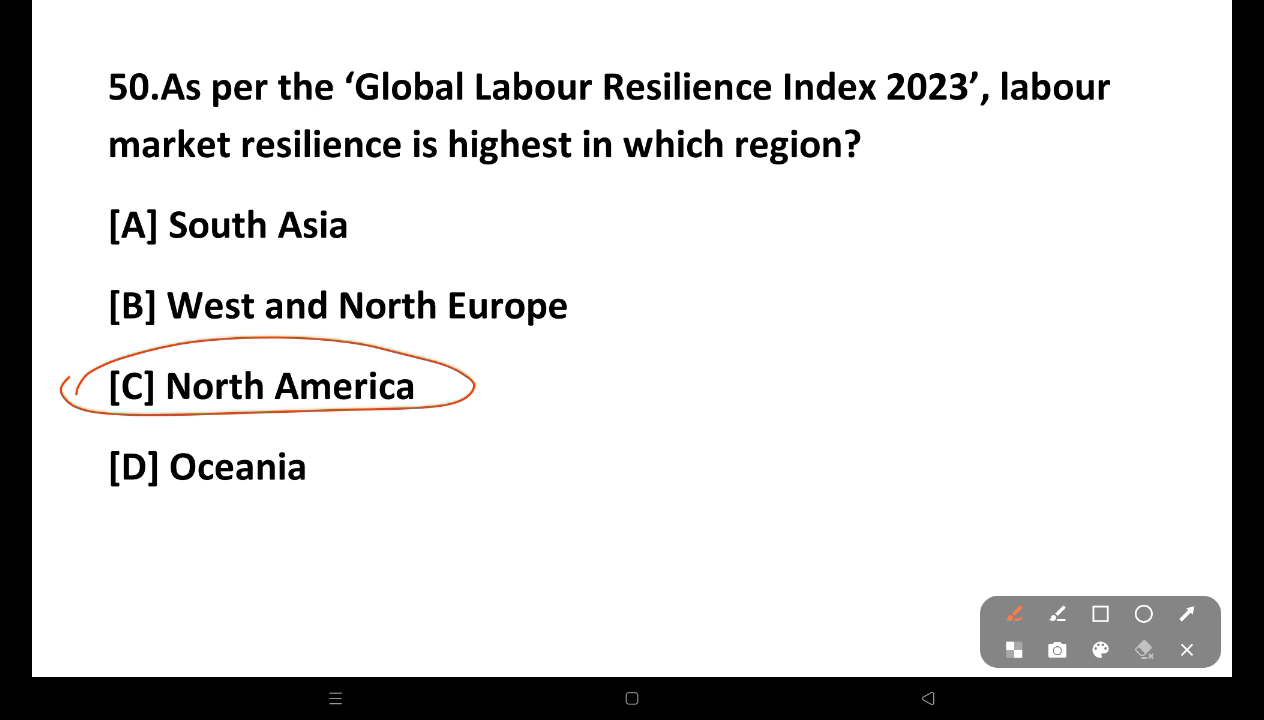 50.As per the ‘Global Labour Resilience Index 2023’, labour
market resilience is highest in which region?
[A] South Asia
[B] West and North Europe
[C] North America
[D] Oceania